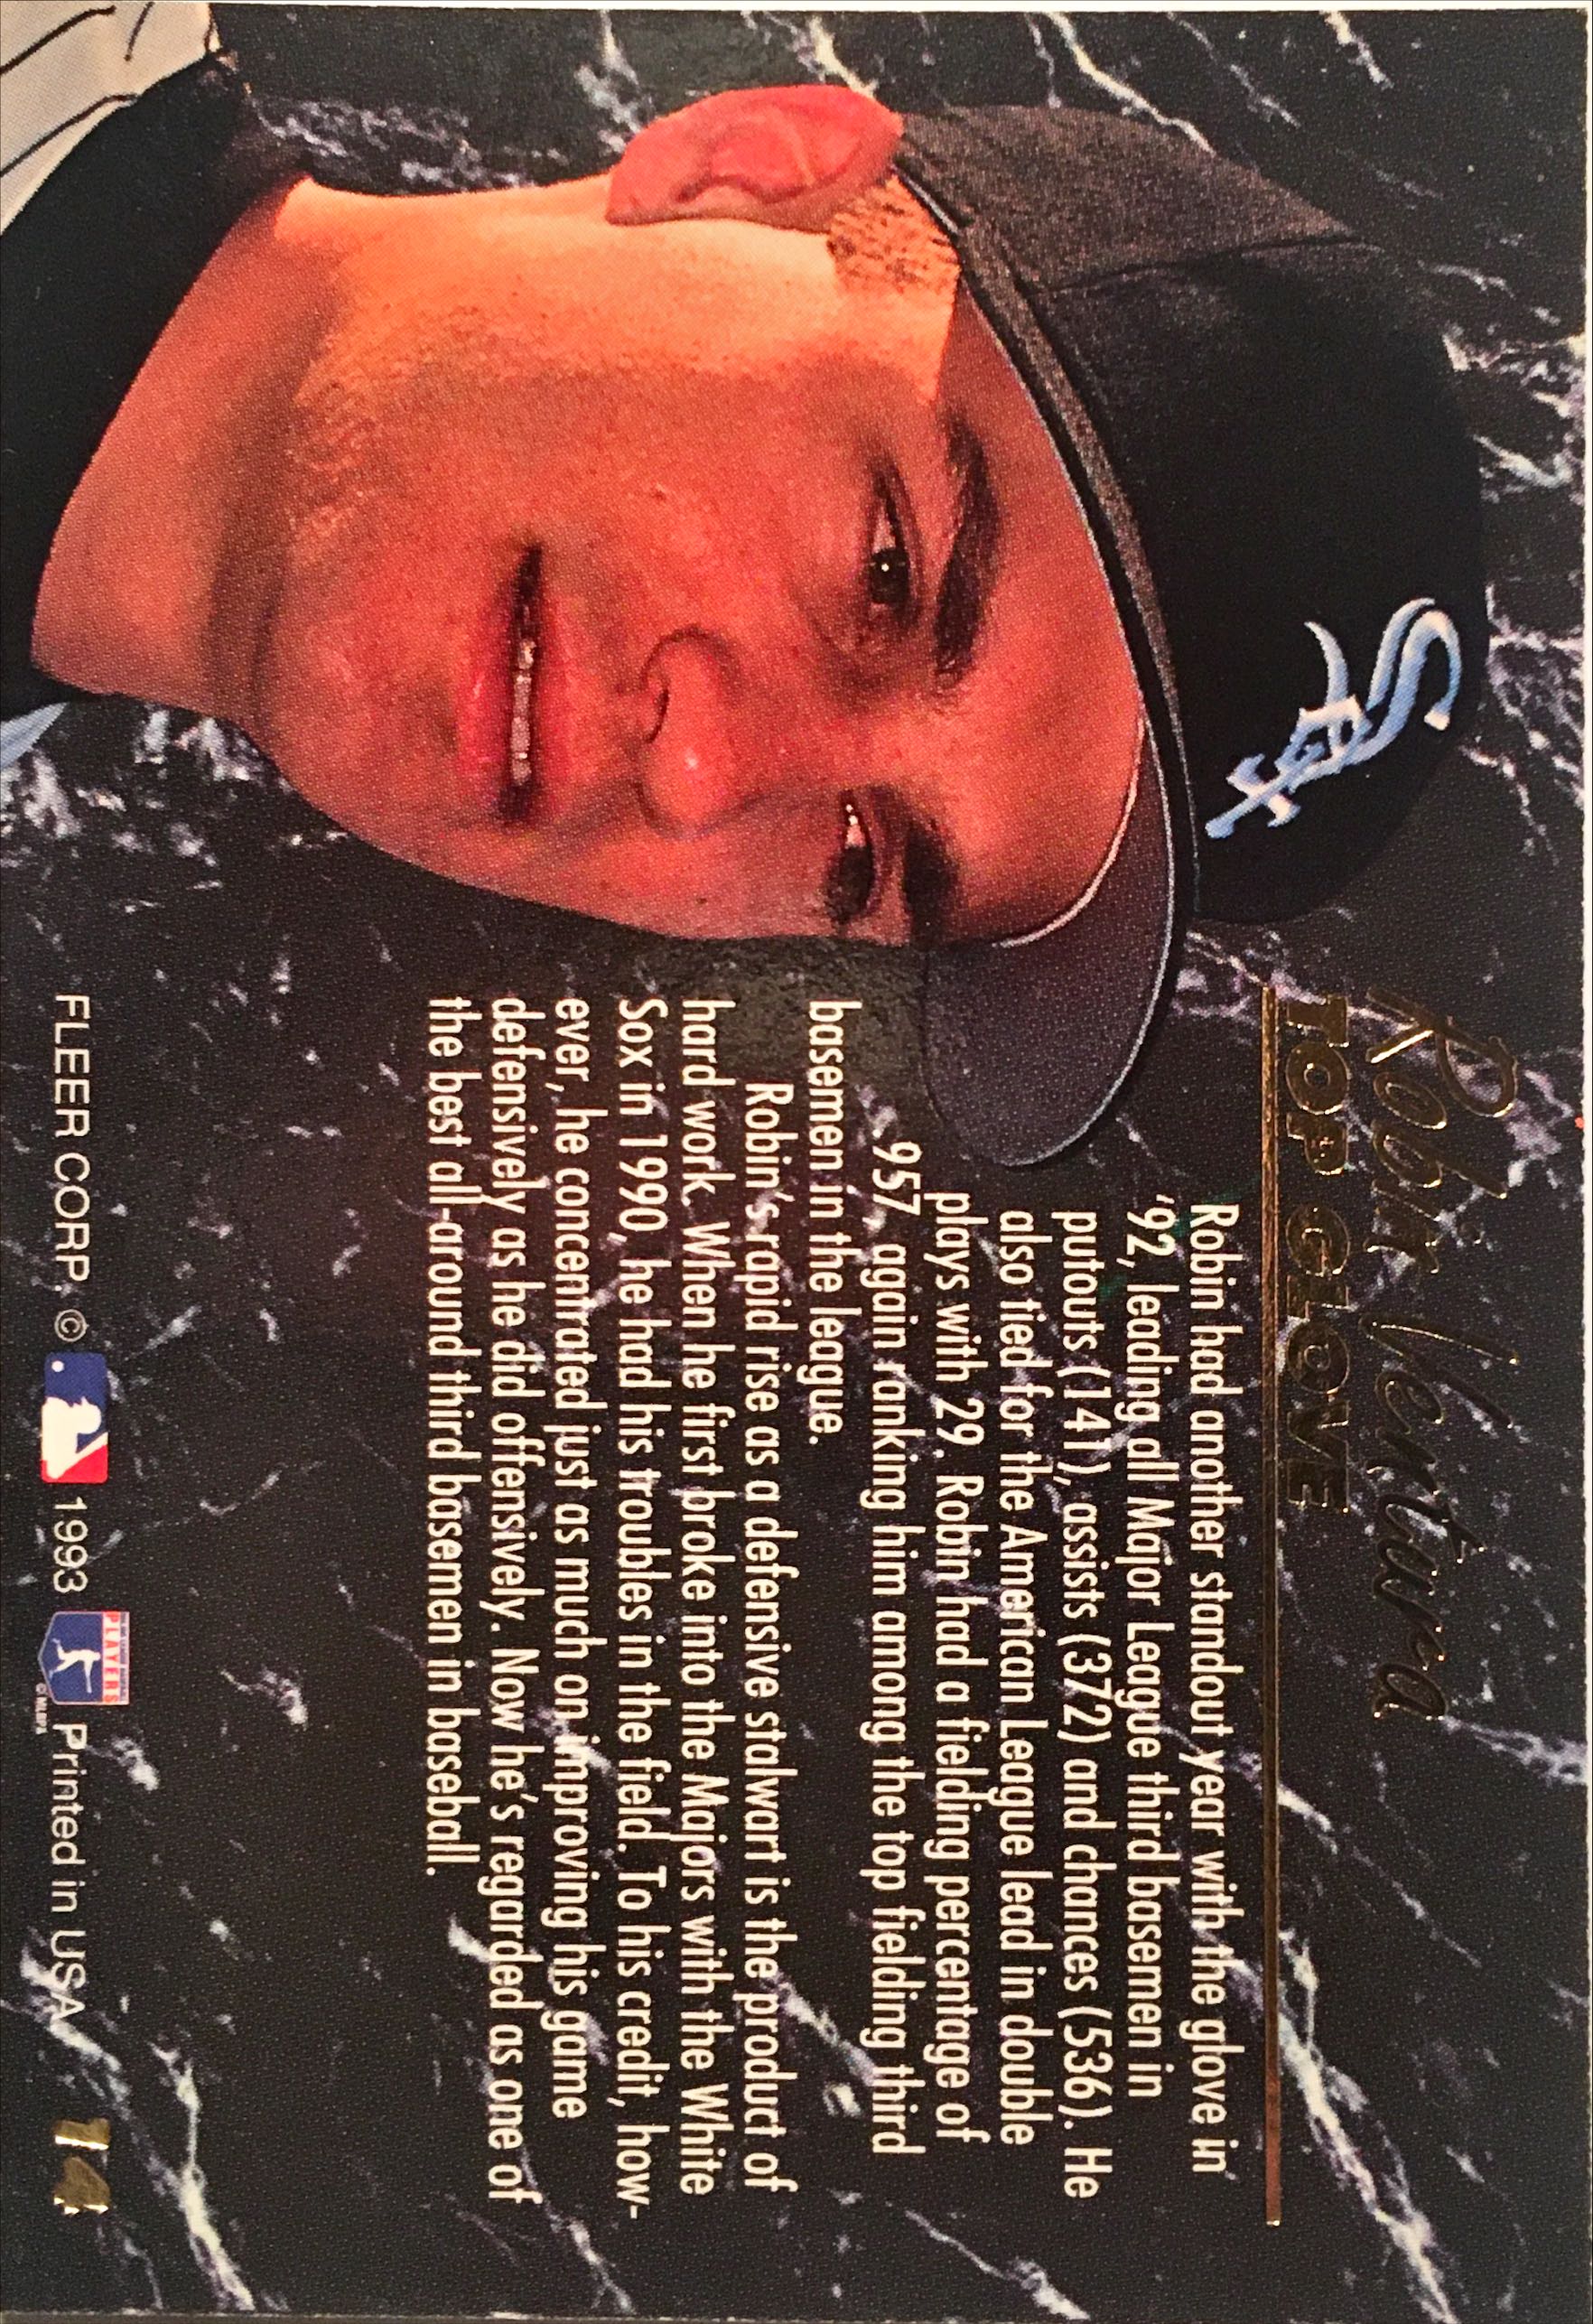 Sox
Robin Ventura
TOP GLOVE
Robin had another standout year with the glove in
'92, leading all Major League third basemen in
putouts (141), assists (372) and chances (536). He
also tied for the American League lead in double
plays with 29. Robin had a fielding percentage of
.957, again ranking him among the top fielding third
basemen in the league.
Robin's rapid rise as a defensive stalwart is the product of
hard work. When he first broke into the Majors with the White
Sox in 1990, he had his troubles in the field. To his credit, how-
ever, he concentrated just as much on improving his game
defensively as he did offensively. Now he's regarded as one of
the best all-around third basemen in baseball.
FLEER CORP. © 1993 PLAYERS ©MLBPA Printed in USA 14